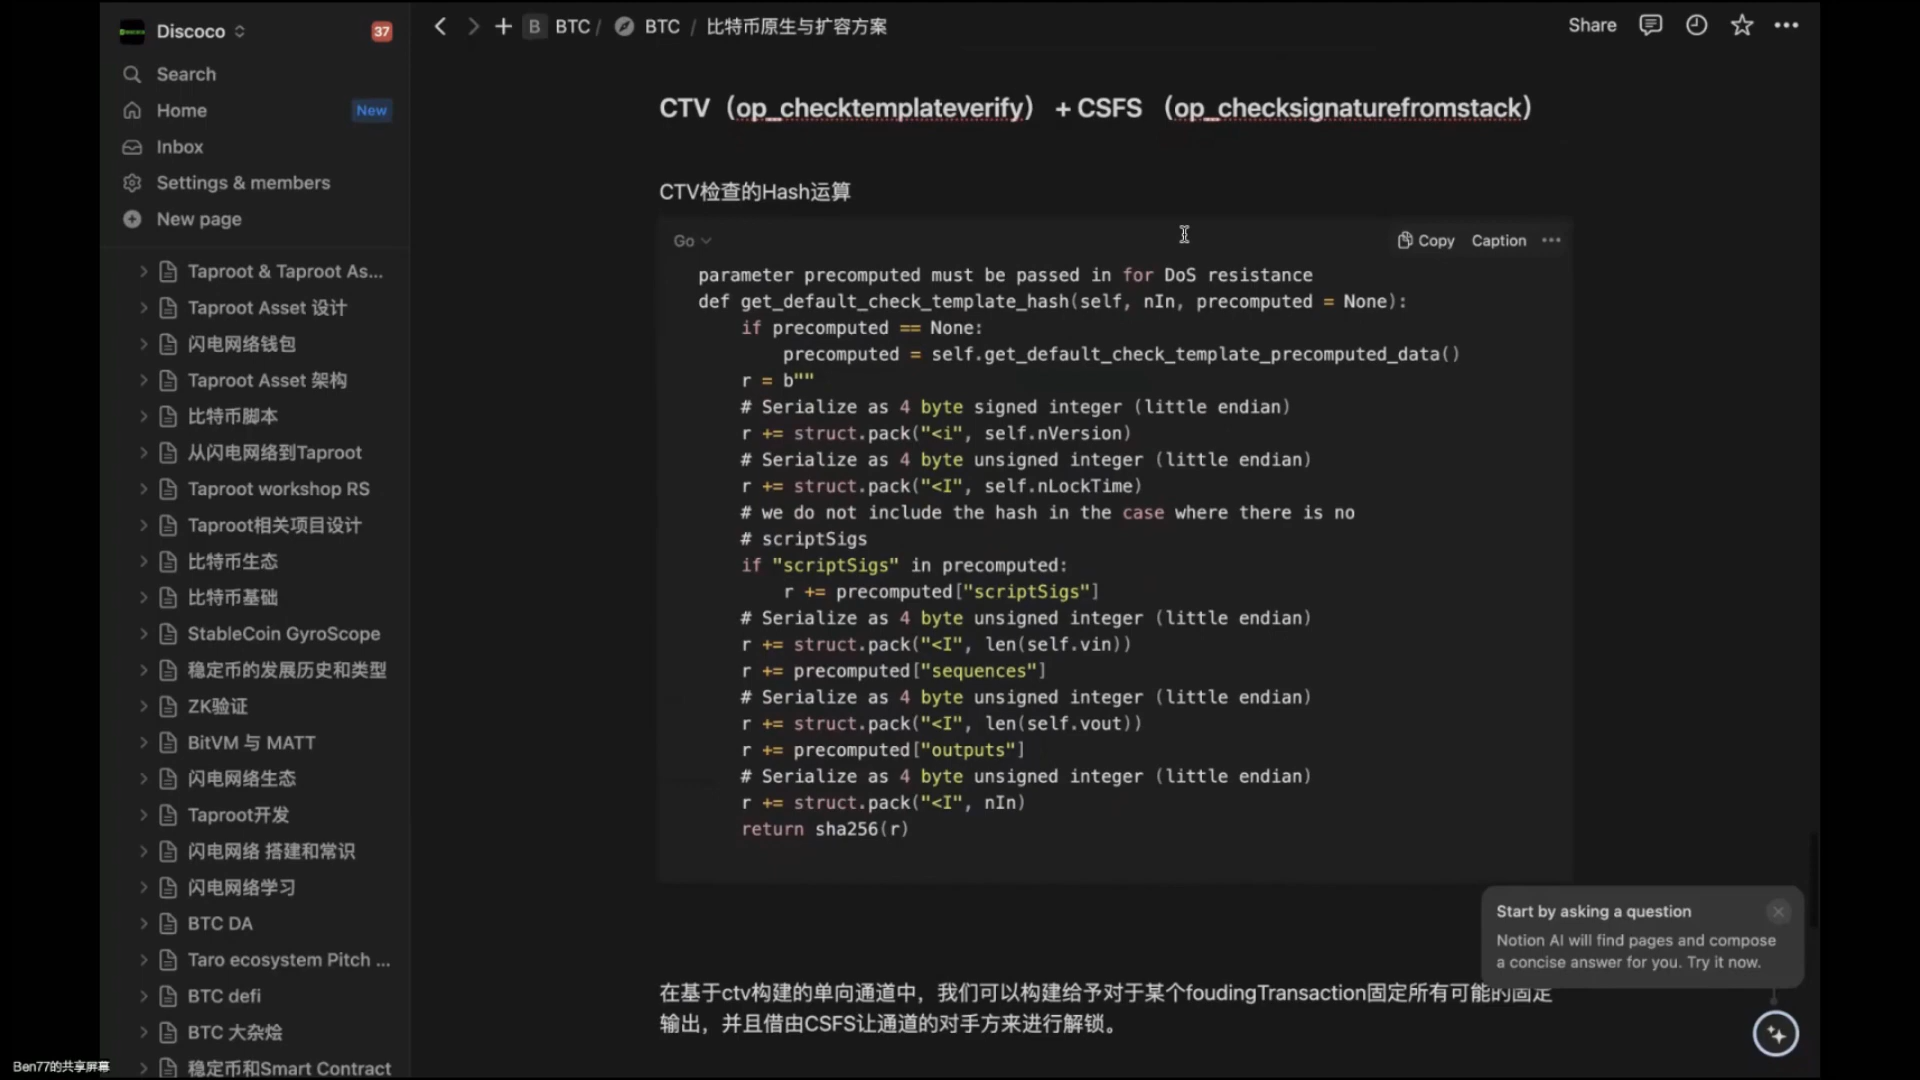 Discoco
37
Search
Home
New
Inbox
Settings & members
New page
Taproot & Taproot As...
Taproot Asset 设计
闪电网络钱包
Taproot Asset 架构
比特币脚本
从闪电网络到Taproot
Taproot workshop RS
Taproot相关项目设计
比特币生态
比特币基础
StableCoin GyroScope
稳定币的发展历史和类型
ZK验证
BitVM 与 MATT
闪电网络生态
Taproot开发
闪电网络 搭建和常识
闪电网络学习
BTC DA
Taro ecosystem Pitch ...
BTC defi
BTC 大杂烩
稳定币和Smart Contract
Ben77的共享屏幕
B BTC / BTC / 比特币原生与扩容方案
Share
CTV（op_checktemplateverify） + CSFS （op_checksignaturefromstack）
CTV检查的Hash运算
Go
Copy Caption
parameter precomputed must be passed in for DoS resistance
def get_default_check_template_hash(self, nIn, precomputed = None):
if precomputed == None:
precomputed = self.get_default_check_template_precomputed_data()
r = b""
# Serialize as 4 byte signed integer (little endian)
r += struct.pack("<i", self.nVersion)
# Serialize as 4 byte unsigned integer (little endian)
r += struct.pack("<I", self.nLockTime)
# we do not include the hash in the case where there is no
# scriptSigs
if "scriptSigs" in precomputed:
r += precomputed["scriptSigs"]
# Serialize as 4 byte unsigned integer (little endian)
r += struct.pack("<I", len(self.vin))
r += precomputed["sequences"]
# Serialize as 4 byte unsigned integer (little endian)
r += struct.pack("<I", len(self.vout))
r += precomputed["outputs"]
# Serialize as 4 byte unsigned integer (little endian)
r += struct.pack("<I", nIn)
return sha256(r)
在基于ctv构建的单向通道中，我们可以构建给予对于某个foudingTransaction固定所有可能的固定
输出，并且借由CSFS让通道的对手方来进行解锁。
Start by asking a question
Notion AI will find pages and compose
a concise answer for you. Try it now.